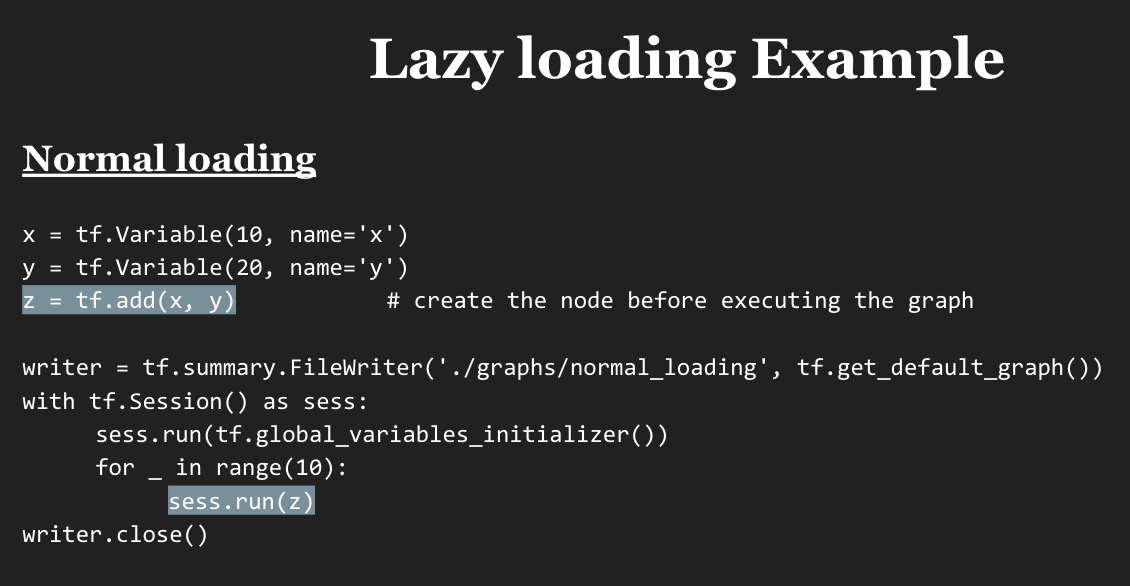 Lazy loading Example
Normal loading
x = tf.Variable(10, name='x')
y = tf.Variable(20, name='y')
z = tf.add(x, y) # create the node before executing the graph
writer = tf.summary.FileWriter('./graphs/normal_loading', tf.get_default_graph())
with tf.Session() as sess:
sess.run(tf.global_variables_initializer())
for _ in range(10):
sess.run(z)
writer.close()